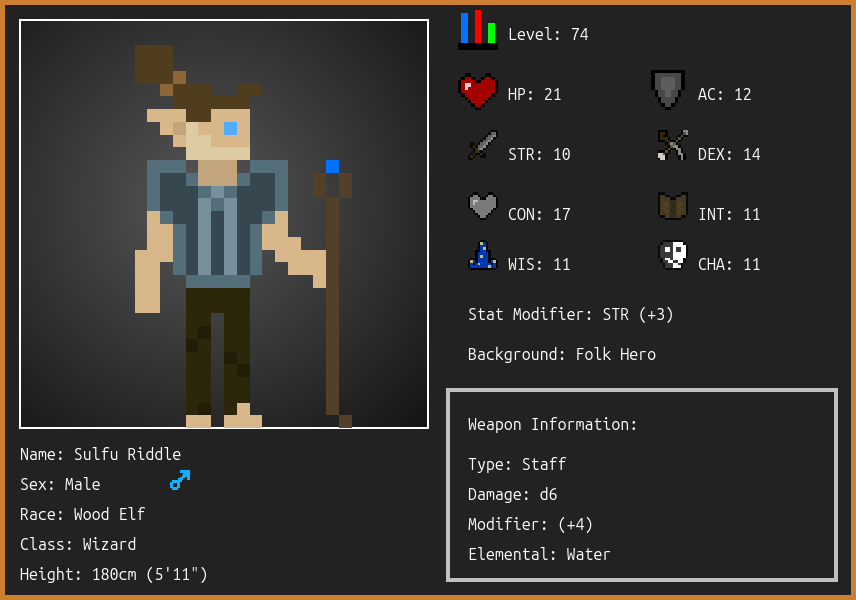 Level: 74
HP: 21
AC: 12
STR: 10
DEX: 14
CON: 17
INT: 11
WIS: 11
CHA: 11
Stat Modifier: STR (+3)
Background: Folk Hero
Weapon Information:
Type: Staff
Damage: d6
Modifier: (+4)
Elemental: Water
Name: Sulfu Riddle
Sex: Male
Race: Wood Elf
Class: Wizard
Height: 180cm (5'11")